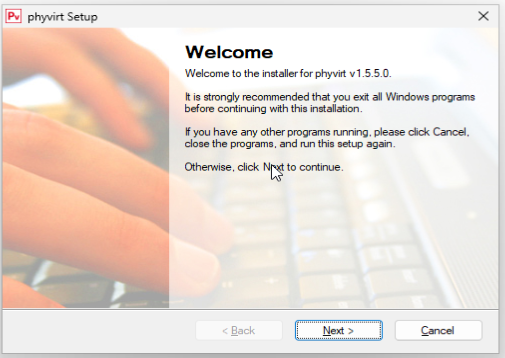 Pv phyvirt Setup
Welcome
Welcome to the installer for phyvirt v1.5.5.0.
It is strongly recommended that you exit all Windows programs
before continuing with this installation.
If you have any other programs running, please click Cancel,
close the programs, and run this setup again.
Otherwise, click Next to continue.
< Back Next > Cancel